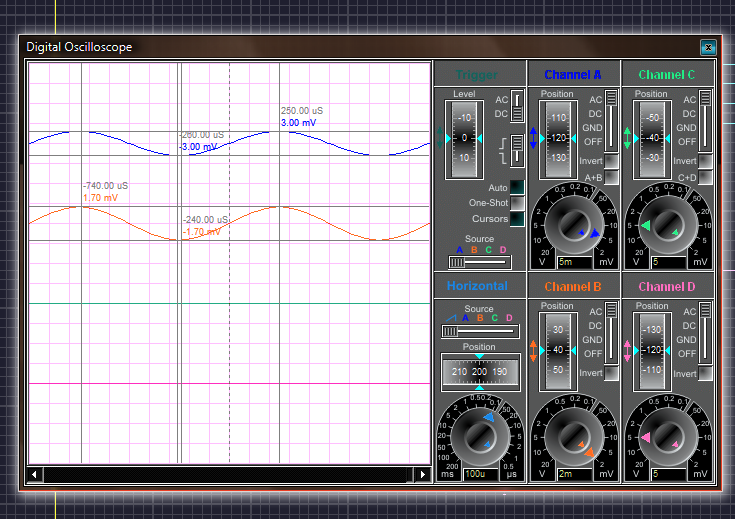 Digital Oscilloscope
x
250.00 uS
3.00 mV
-260.00 uS
-3.00 mV
-740.00 uS
1.70 mV
-240.00 uS
-1.70 mV
Trigger
Level
-10
0
10
AC
DC
Auto
One-Shot
Cursors
Source
A B C D
Channel A
Position
110
120
130
AC
DC
GND
OFF
Invert
A+B
0.5 0.2 0.1
1 50
2 20
5 10
10 5
20 2
V 5m mV
Channel C
Position
-50
-40
-30
AC
DC
GND
OFF
Invert
C+D
0.5 0.2 0.1
1 50
2 20
5 10
10 5
20 2
V 5 mV
Horizontal
Source
A B C D
Position
210 200 190
1 0.5 0.2 0.1
2 50
5 20
10 10
20 5
50 2
100 1
200 0.5
ms 100u µs
Channel B
Position
30
40
50
AC
DC
GND
OFF
Invert
0.5 0.2 0.1
1 50
2 20
5 10
10 5
20 2
V 2m mV
Channel D
Position
-130
-120
-110
AC
DC
GND
OFF
Invert
0.5 0.2 0.1
1 50
2 20
5 10
10 5
20 2
V 5 mV